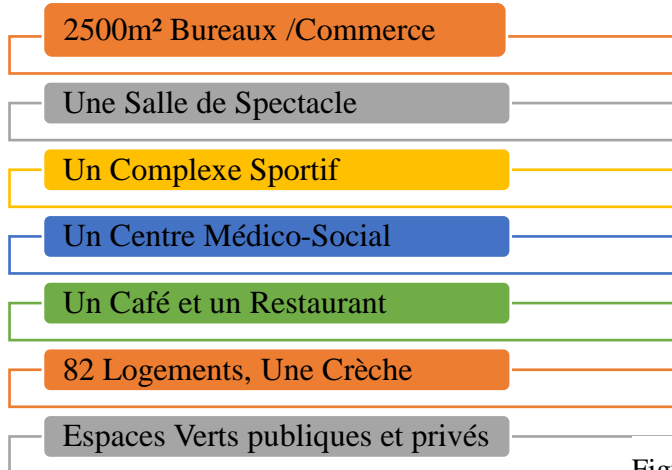 2500m² Bureaux /Commerce
Une Salle de Spectacle
Un Complexe Sportif
Un Centre Médico-Social
Un Café et un Restaurant
82 Logements, Une Crèche
Espaces Verts publiques et privés